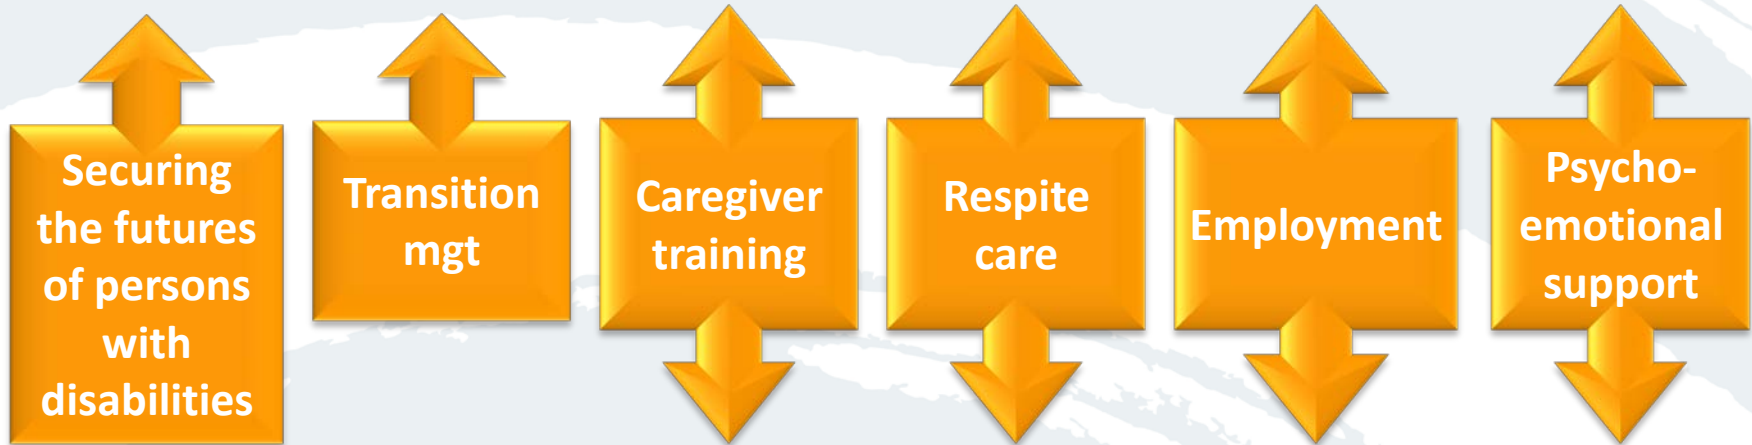 Securing
the futures
of persons
with
disabilities
Transition
mgt
Caregiver
training
Respite
care
Employment
Psycho-
emotional
support